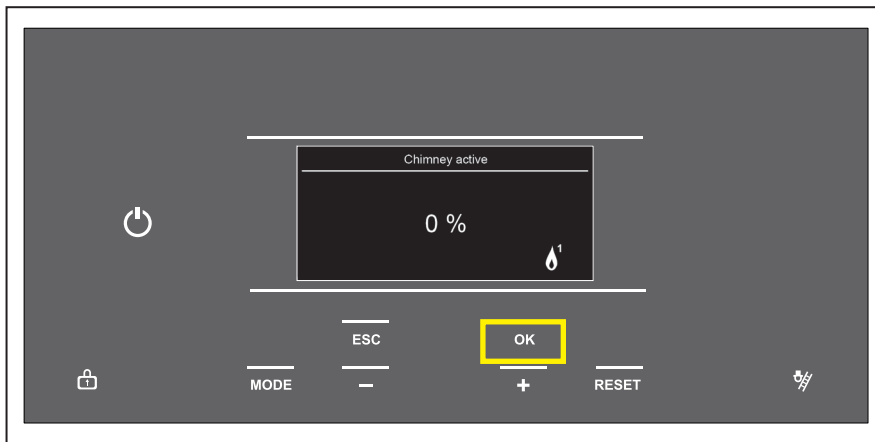 Chimney active
0 %
1
ESC OK
MODE − + RESET